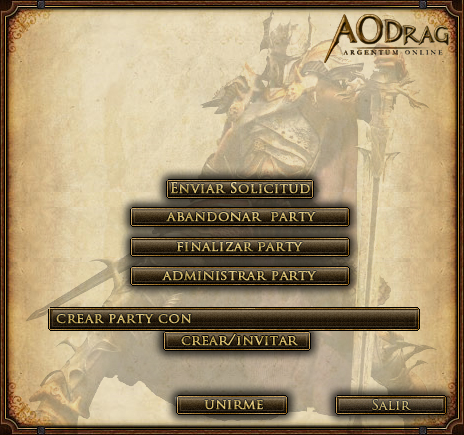 AODrag
ARGENTUM ONLINE
Enviar Solicitud
ABANDONAR PARTY
FINALIZAR PARTY
ADMINISTRAR PARTY
CREAR PARTY CON
CREAR/INVITAR
UNIRME
Salir